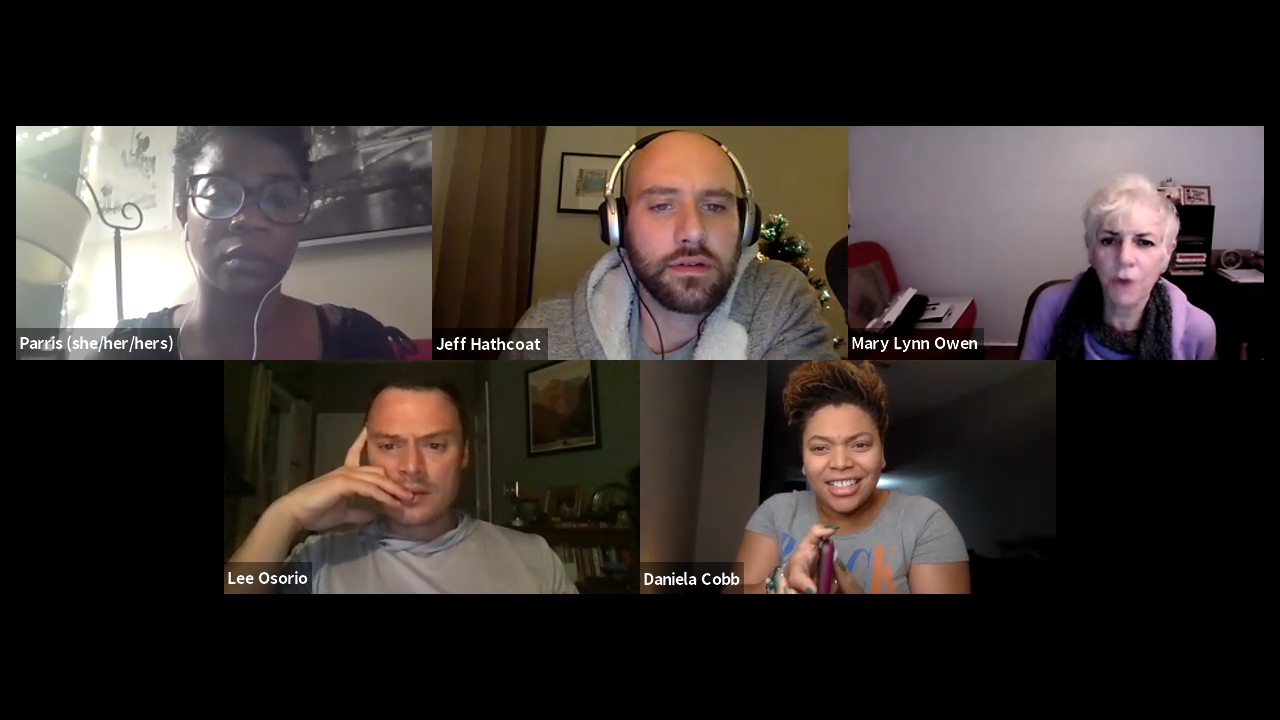 Parris (she/her/hers)
Jeff Hathcoat
Mary Lynn Owen
Lee Osorio
Daniela Cobb